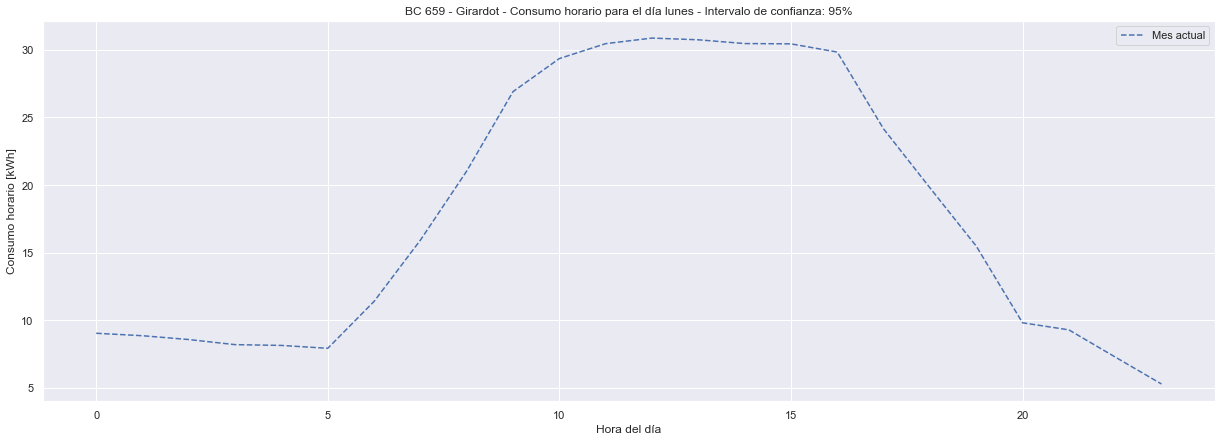 BC 659 - Girardot - Consumo horario para el día lunes - Intervalo de confianza: 95%
Mes actual
Consumo horario [kWh]
30
25
20
15
10
5
0 5 10 15 20
Hora del día